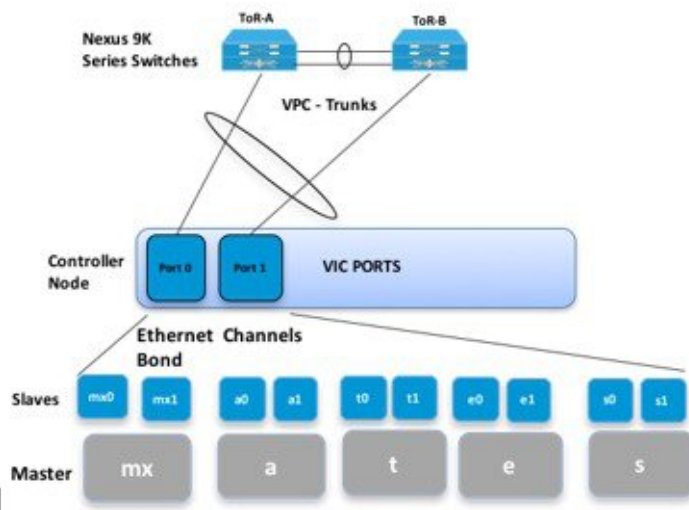 ToR-A
ToR-B
Nexus 9K
Series Switches
VPC - Trunks
Controller
Node
Port 0
Port 1
VIC PORTS
Ethernet Channels
Bond
Slaves
mx0
mx1
a0
a1
t0
t1
e0
e1
s0
s1
Master
mx
a
t
e
s